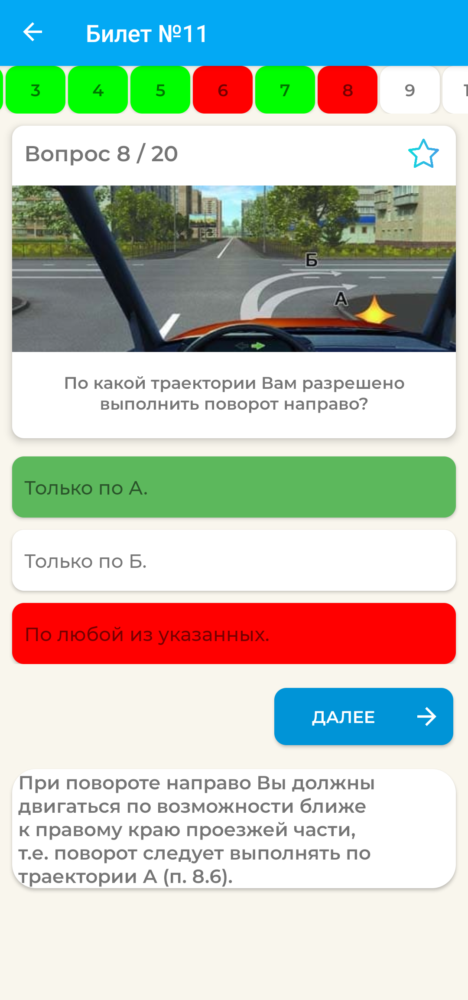 Билет №11
3 4 5 6 7 8 9
Вопрос 8 / 20
Б
А
По какой траектории Вам разрешено
выполнить поворот направо?
Только по А.
Только по Б.
По любой из указанных.
ДАЛЕЕ
При повороте направо Вы должны
двигаться по возможности ближе
к правому краю проезжей части,
т.е. поворот следует выполнять по
траектории А (п. 8.6).